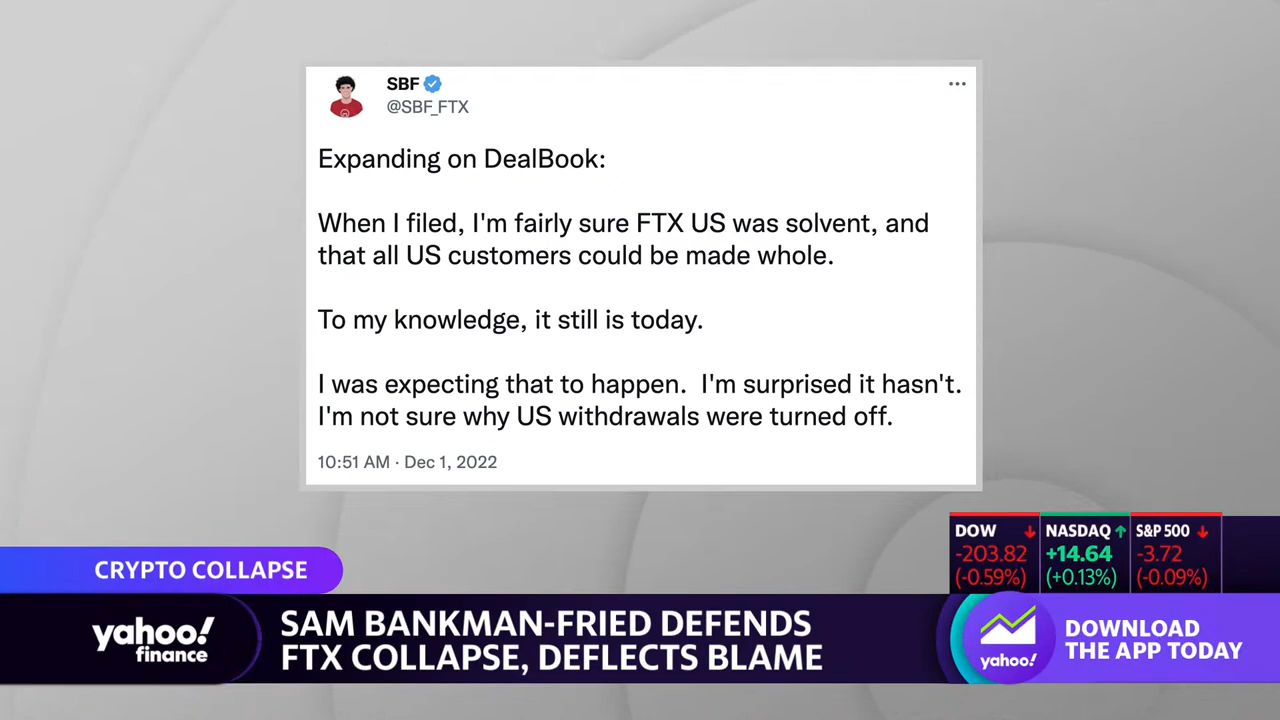 SBF
@SBF_FTX
Expanding on DealBook:
When I filed, I'm fairly sure FTX US was solvent, and
that all US customers could be made whole.
To my knowledge, it still is today.
I was expecting that to happen.  I'm surprised it hasn't.
I'm not sure why US withdrawals were turned off.
10:51 AM · Dec 1, 2022
DOW
-203.82
(-0.59%)
NASDAQ
+14.64
(+0.13%)
S&P 500
-3.72
(-0.09%)
CRYPTO COLLAPSE
yahoo!
finance
SAM BANKMAN-FRIED DEFENDS
FTX COLLAPSE, DEFLECTS BLAME
yahoo!
DOWNLOAD
THE APP TODAY